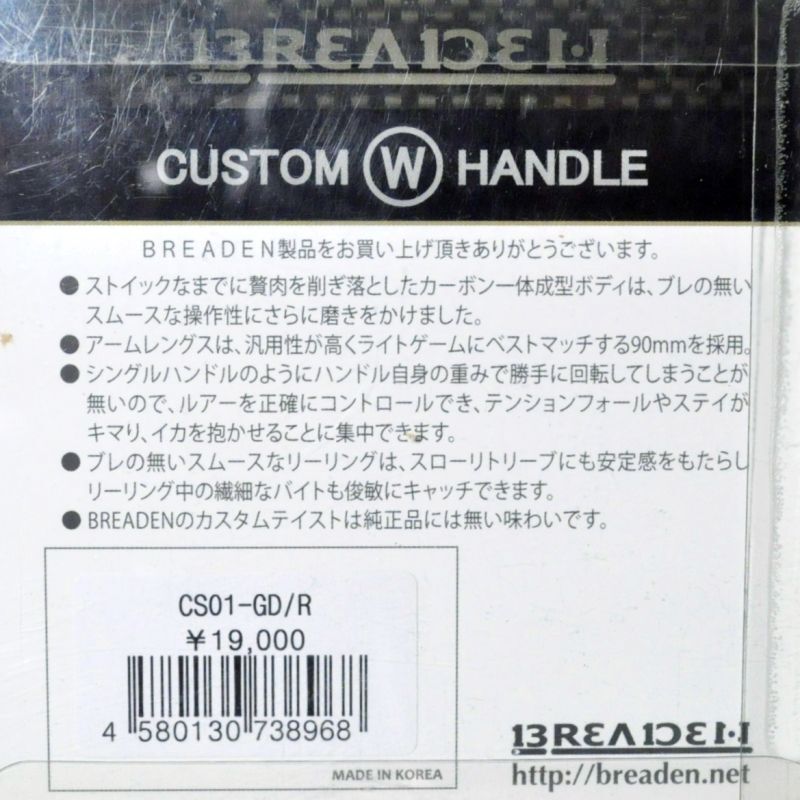 BREADEN
CUSTOM W HANDLE
BREADEN製品をお買い上げ頂きありがとうございます。
● ストイックなまでに贅肉を削ぎ落としたカーボン一体成型ボディは、ブレの無い
スムースな操作性にさらに磨きをかけました。
● アームレングスは、汎用性が高くライトゲームにベストマッチする90mmを採用。
● シングルハンドルのようにハンドル自身の重みで勝手に回転してしまうことが
無いので、ルアーを正確にコントロールでき、テンションフォールやステイが
キマり、イカを抱かせることに集中できます。
● ブレの無いスムースなリーリングは、スローリトリーブにも安定感をもたらし
リーリング中の繊細なバイトも俊敏にキャッチできます。
● BREADENのカスタムテイストは純正品には無い味わいです。
CS01-GD/R
¥19,000
4 580130 738968
MADE IN KOREA
BREADEN
http://breaden.net